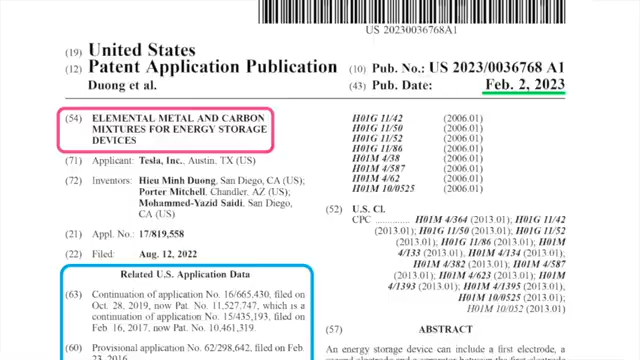 US 20230036768A1
(19) United States
(12) Patent Application Publication (10) Pub. No.: US 2023/0036768 A1
Duong et al. (43) Pub. Date: Feb. 2, 2023
(54) ELEMENTAL METAL AND CARBON
MIXTURES FOR ENERGY STORAGE
DEVICES
(71) Applicant: Tesla, Inc., Austin, TX (US)
(72) Inventors: Hieu Minh Duong, San Diego, CA (US);
Porter Mitchell, Chandler, AZ (US);
Mohammed-Yazid Saidi, San Diego,
CA (US)
(21) Appl. No.: 17/819,558
(22) Filed: Aug. 12, 2022
Related U.S. Application Data
(63) Continuation of application No. 16/665,430, filed on
Oct. 28, 2019, now Pat. No. 11,527,747, which is a
continuation of application No. 15/435,193, filed on
Feb. 16, 2017, now Pat. No. 10,461,319.
(60) Provisional application No. 62/298,642, filed on Feb.
23, 2016.
H01G 11/42 (2006.01)
H01G 11/50 (2006.01)
H01G 11/52 (2006.01)
H01G 11/86 (2006.01)
H01M 4/38 (2006.01)
H01M 4/587 (2006.01)
H01M 4/62 (2006.01)
H01M 10/0525 (2006.01)
(52) U.S. Cl.
CPC .............. H01M 4/364 (2013.01); H01G 11/42
(2013.01); H01G 11/50 (2013.01); H01G 11/52
(2013.01); H01G 11/86 (2013.01); H01M
4/133 (2013.01); H01M 4/134 (2013.01);
H01M 4/382 (2013.01); H01M 4/587
(2013.01); H01M 4/623 (2013.01); H01M
4/1393 (2013.01); H01M 4/1395 (2013.01);
H01M 10/0525 (2013.01);
H01M 10/052 (2013.01)
(57) ABSTRACT
An energy storage device can include a first electrode, a
second electrode and a separator between the first electrode